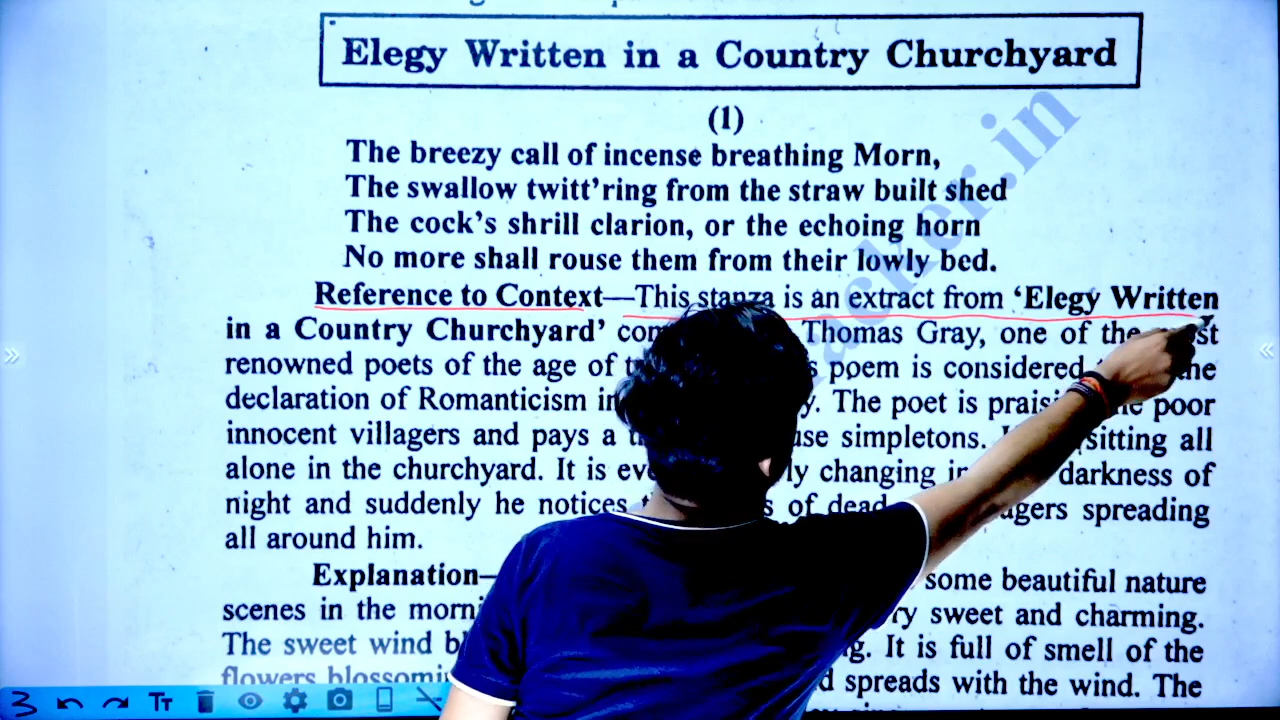 Elegy Written in a Country Churchyard
(1)
The breezy call of incense breathing Morn,
The swallow twitt'ring from the straw built shed
The cock's shrill clarion, or the echoing horn
No more shall rouse them from their lowly bed.
Reference to Context—This stanza is an extract from 'Elegy Written
in a Country Churchyard' Thomas Gray, one of the
renowned poets of the age of poem is considered
declaration of Romanticism The poet is poor
innocent villagers and pays a simpletons. sitting all
alone in the churchyard. It is changing darkness of
night and suddenly he notices of dead spreading
all around him.
Explanation— some beautiful nature
scenes in the sweet and charming.
The sweet wind It is full of smell of the
flowers spreads with the wind. The
3 TT